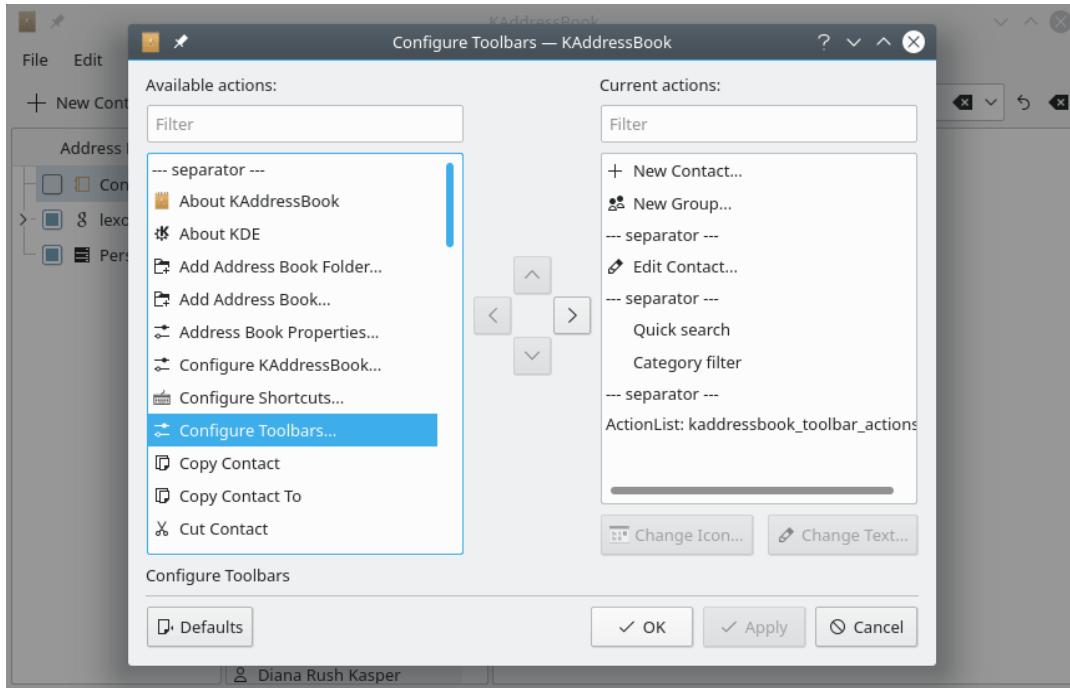 KAddressBook
Configure Toolbars — KAddressBook
File Edit
New Cont
Address
Con
lexo
Pers
Available actions:
Filter
--- separator ---
About KAddressBook
About KDE
Add Address Book Folder...
Add Address Book...
Address Book Properties...
Configure KAddressBook...
Configure Shortcuts...
Configure Toolbars...
Copy Contact
Copy Contact To
Cut Contact
Current actions:
Filter
New Contact...
New Group...
--- separator ---
Edit Contact...
--- separator ---
Quick search
Category filter
--- separator ---
ActionList: kaddressbook_toolbar_actions
Change Icon... Change Text...
Configure Toolbars
Defaults OK Apply Cancel
Diana Rush Kasper